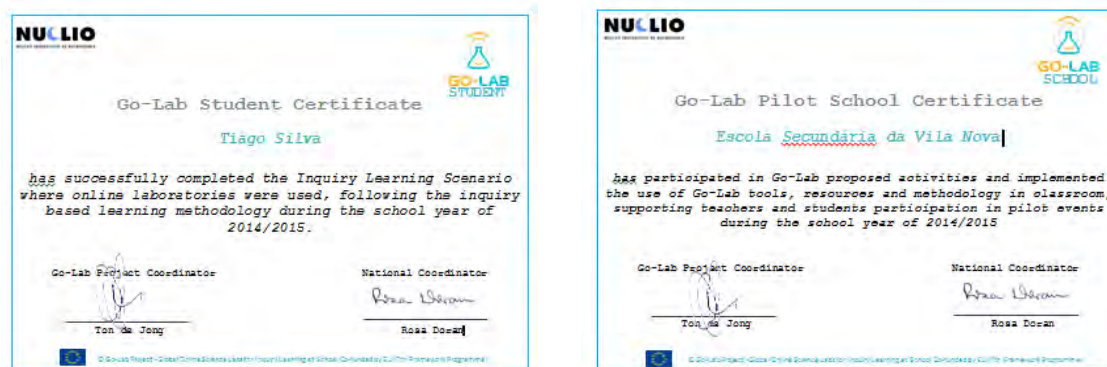 NUCLIO
GO-LAB
STUDENT
Go-Lab Student Certificate
Tiago Silva
has successfully completed the Inquiry Learning Scenario
where online laboratories were used, following the inquiry
based learning methodology during the school year of
2014/2015.
Go-Lab Project Coordinator
National Coordinator
Rosa Doran
Ton de Jong
Rosa Doran
NUCLIO
GO-LAB
SCHOOL
Go-Lab Pilot School Certificate
Escola Secundária da Vila Nova
has participated in Go-Lab proposed activities and implemented
the use of Go-Lab tools, resources and methodology in classroom,
supporting teachers and students participation in pilot events
during the school year of 2014/2015
Go-Lab Project Coordinator
National Coordinator
Rosa Doran
Ton de Jong
Rosa Doran